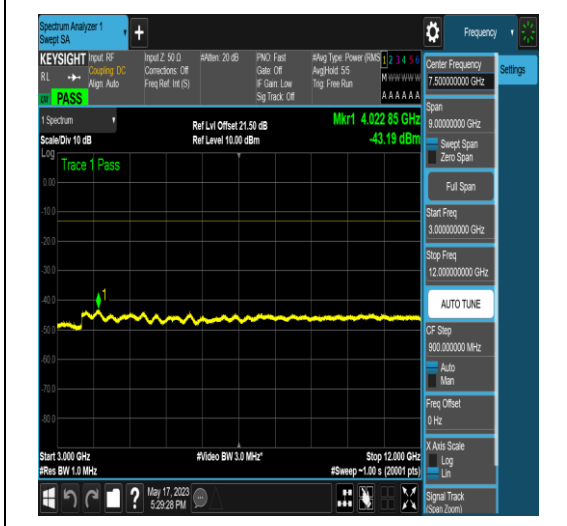 Spectrum Analyzer 1
Swept SA
+
Frequency
KEYSIGHT
RL
PASS
Input: RF
Coupling: DC
Align: Auto
Input Z: 50 Ω
Corrections: Off
Freq Ref: Int (S)
#Atten: 20 dB
PNO: Fast
Gate: Off
IF Gain: Low
Sig Track: Off
#Avg Type: Power (RMS
Avg|Hold: 5/5
Trig: Free Run
1 2 3 4 5 6
M W W W W W
A A A A A A
1 Spectrum
Scale/Div 10 dB
Ref Lvl Offset 21.50 dB
Ref Level 10.00 dBm
Mkr1 4.022 85 GHz
-43.19 dBm
Log
Trace 1 Pass
0.00
-10.0
-20.0
-30.0
-40.0
-50.0
-60.0
-70.0
-80.0
1
Start 3.000 GHz
#Res BW 1.0 MHz
#Video BW 3.0 MHz*
Stop 12.000 GHz
#Sweep ~1.00 s (20001 pts)
?
May 17, 2023
5:29:28 PM
Center Frequency
7.500000000 GHz
Span
9.00000000 GHz
Swept Span
Zero Span
Full Span
Start Freq
3.000000000 GHz
Stop Freq
12.000000000 GHz
AUTO TUNE
CF Step
900.000000 MHz
Auto
Man
Freq Offset
0 Hz
X Axis Scale
Log
Lin
Signal Track
(Span Zoom)
Settings